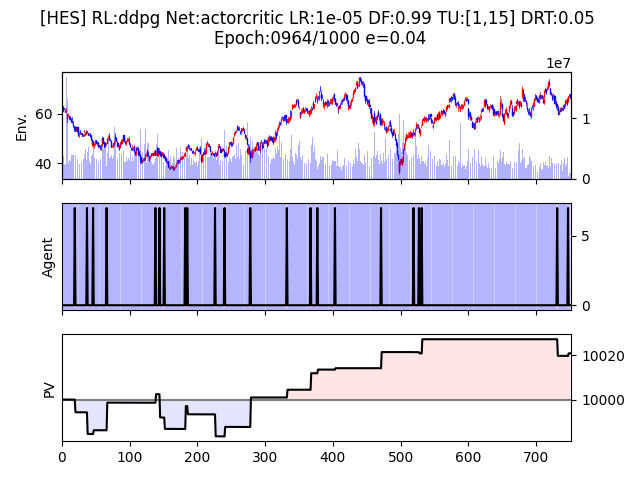 [HES] RL:ddpg Net:actorcritic LR:1e-05 DF:0.99 TU:[1,15] DRT:0.05
Epoch:0964/1000 e=0.04
1e7
Env.
60
40
1
0
Agent
5
0
PV
10020
10000
0 100 200 300 400 500 600 700